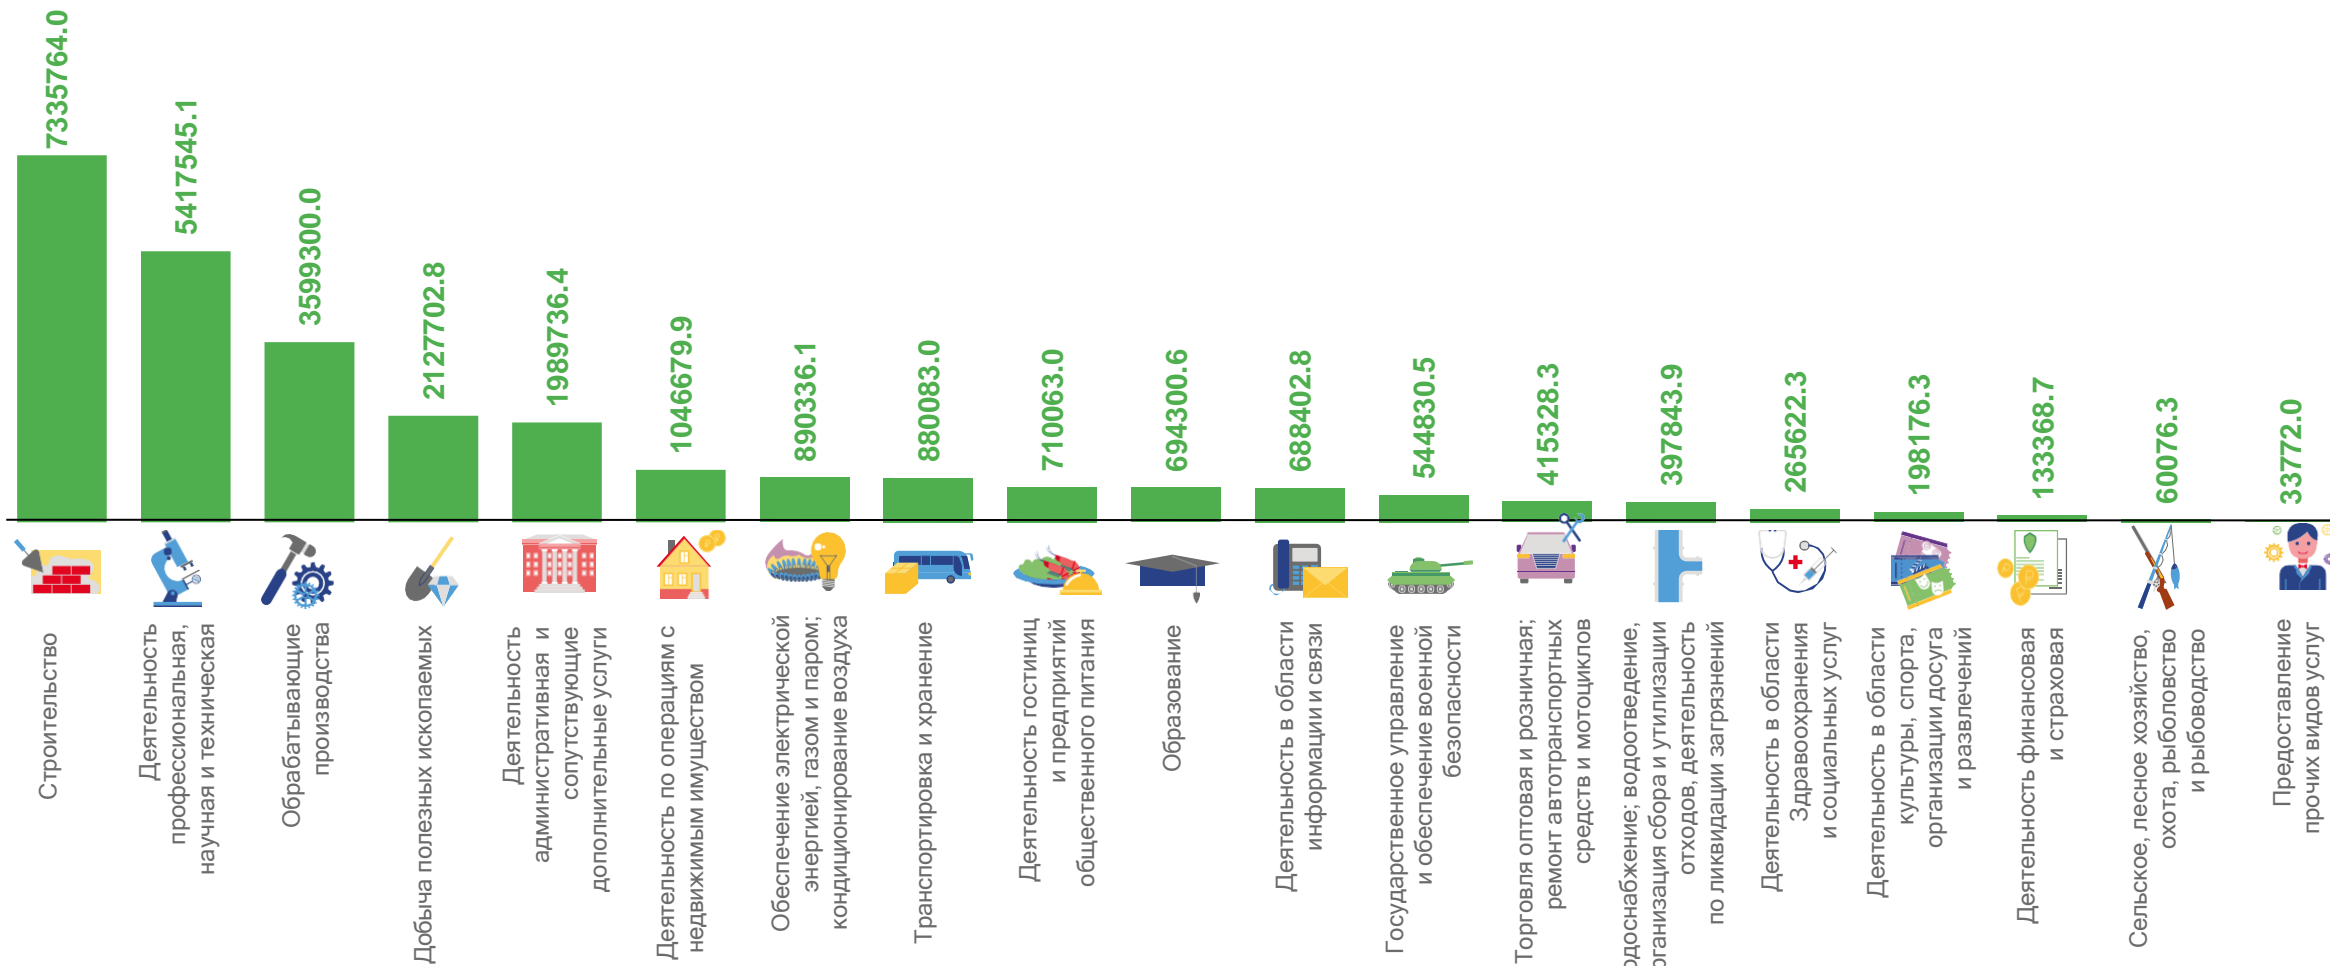 7335764.0
5417545.1
3599300.0
2127702.8
1989736.4
1046679.9
890336.1
880083.0
710063.0
694300.6
688402.8
544830.5
415328.3
397843.9
265622.3
198176.3
133368.7
60076.3
33772.0
Строительство
Деятельность
профессиональная,
научная и техническая
Обрабатывающие
производства
Добыча полезных ископаемых
Деятельность
административная и
сопутствующие
дополнительные услуги
Деятельность по операциям с
недвижимым имуществом
Обеспечение электрической
энергией, газом и паром;
кондиционирование воздуха
Транспортировка и хранение
Деятельность гостиниц
и предприятий
общественного питания
Образование
Деятельность в области
информации и связи
Государственное управление
и обеспечение военной
безопасности
Торговля оптовая и розничная;
ремонт автотранспортных
средств и мотоциклов
одоснабжение; водоотведение,
рганизация сбора и утилизации
отходов, деятельность
по ликвидации загрязнений
Деятельность в области
Здравоохранения
и социальных услуг
Деятельность в области
культуры, спорта,
организации досуга
и развлечений
Деятельность финансовая
и страховая
Сельское, лесное хозяйство,
охота, рыболовство
и рыбоводство
Предоставление
прочих видов услуг